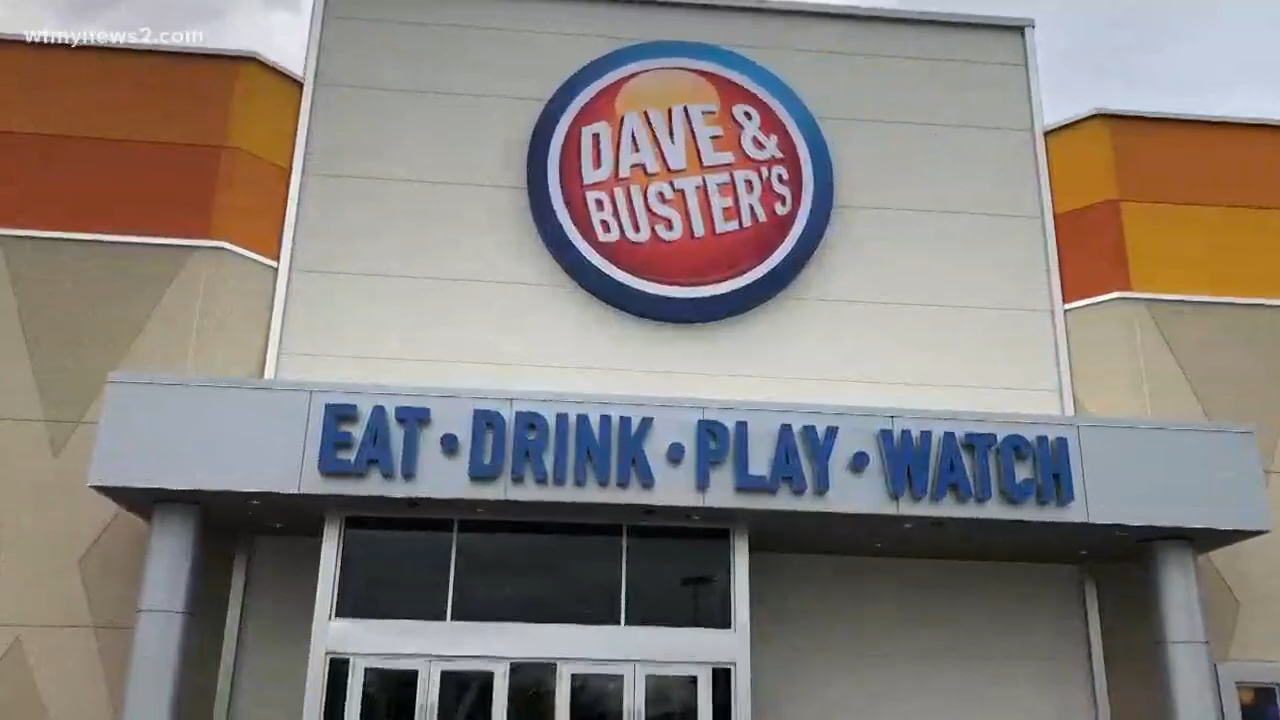 wfmynews2.com
DAVE &
BUSTER'S
EAT • DRINK • PLAY • WATCH